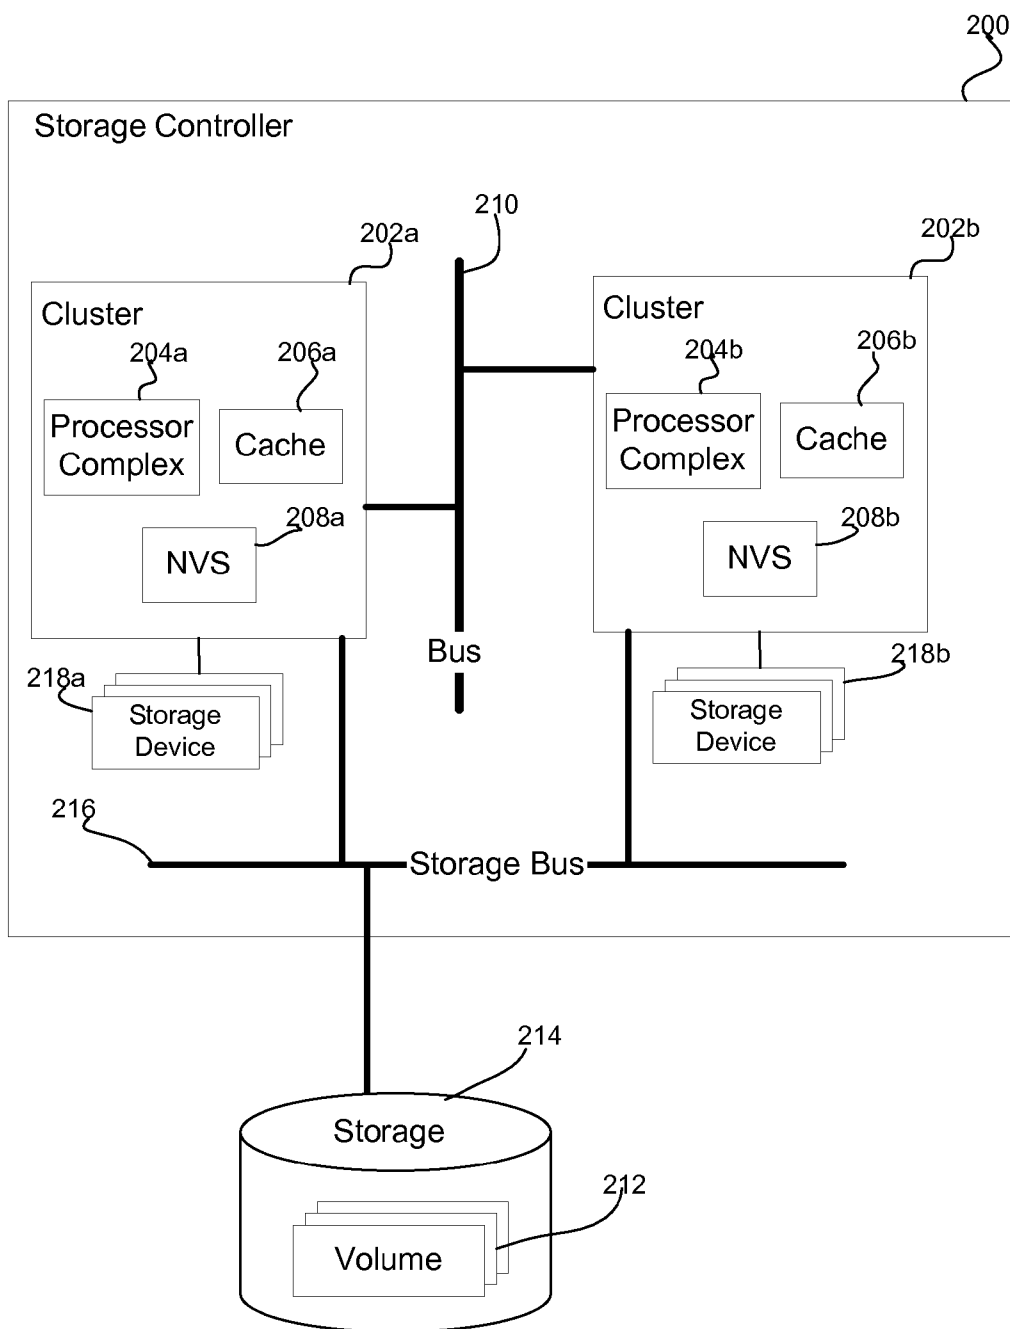 200
Storage Controller
210
202a
202b
Cluster
Cluster
204a
206a
204b
206b
Processor
Complex
Cache
Processor
Complex
Cache
208a
208b
NVS
NVS
Bus
218a
218b
Storage
Device
Storage
Device
216
Storage Bus
214
Storage
212
Volume